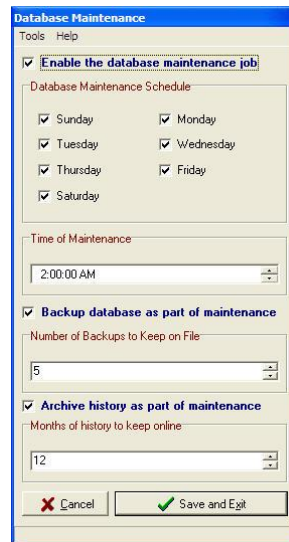 Database Maintenance
Tools Help
Enable the database maintenance job
Database Maintenance Schedule
Sunday Monday
Tuesday Wednesday
Thursday Friday
Saturday
Time of Maintenance
2:00:00 AM
Backup database as part of maintenance
Number of Backups to Keep on File
5
Archive history as part of maintenance
Months of history to keep online
12
Cancel Save and Exit